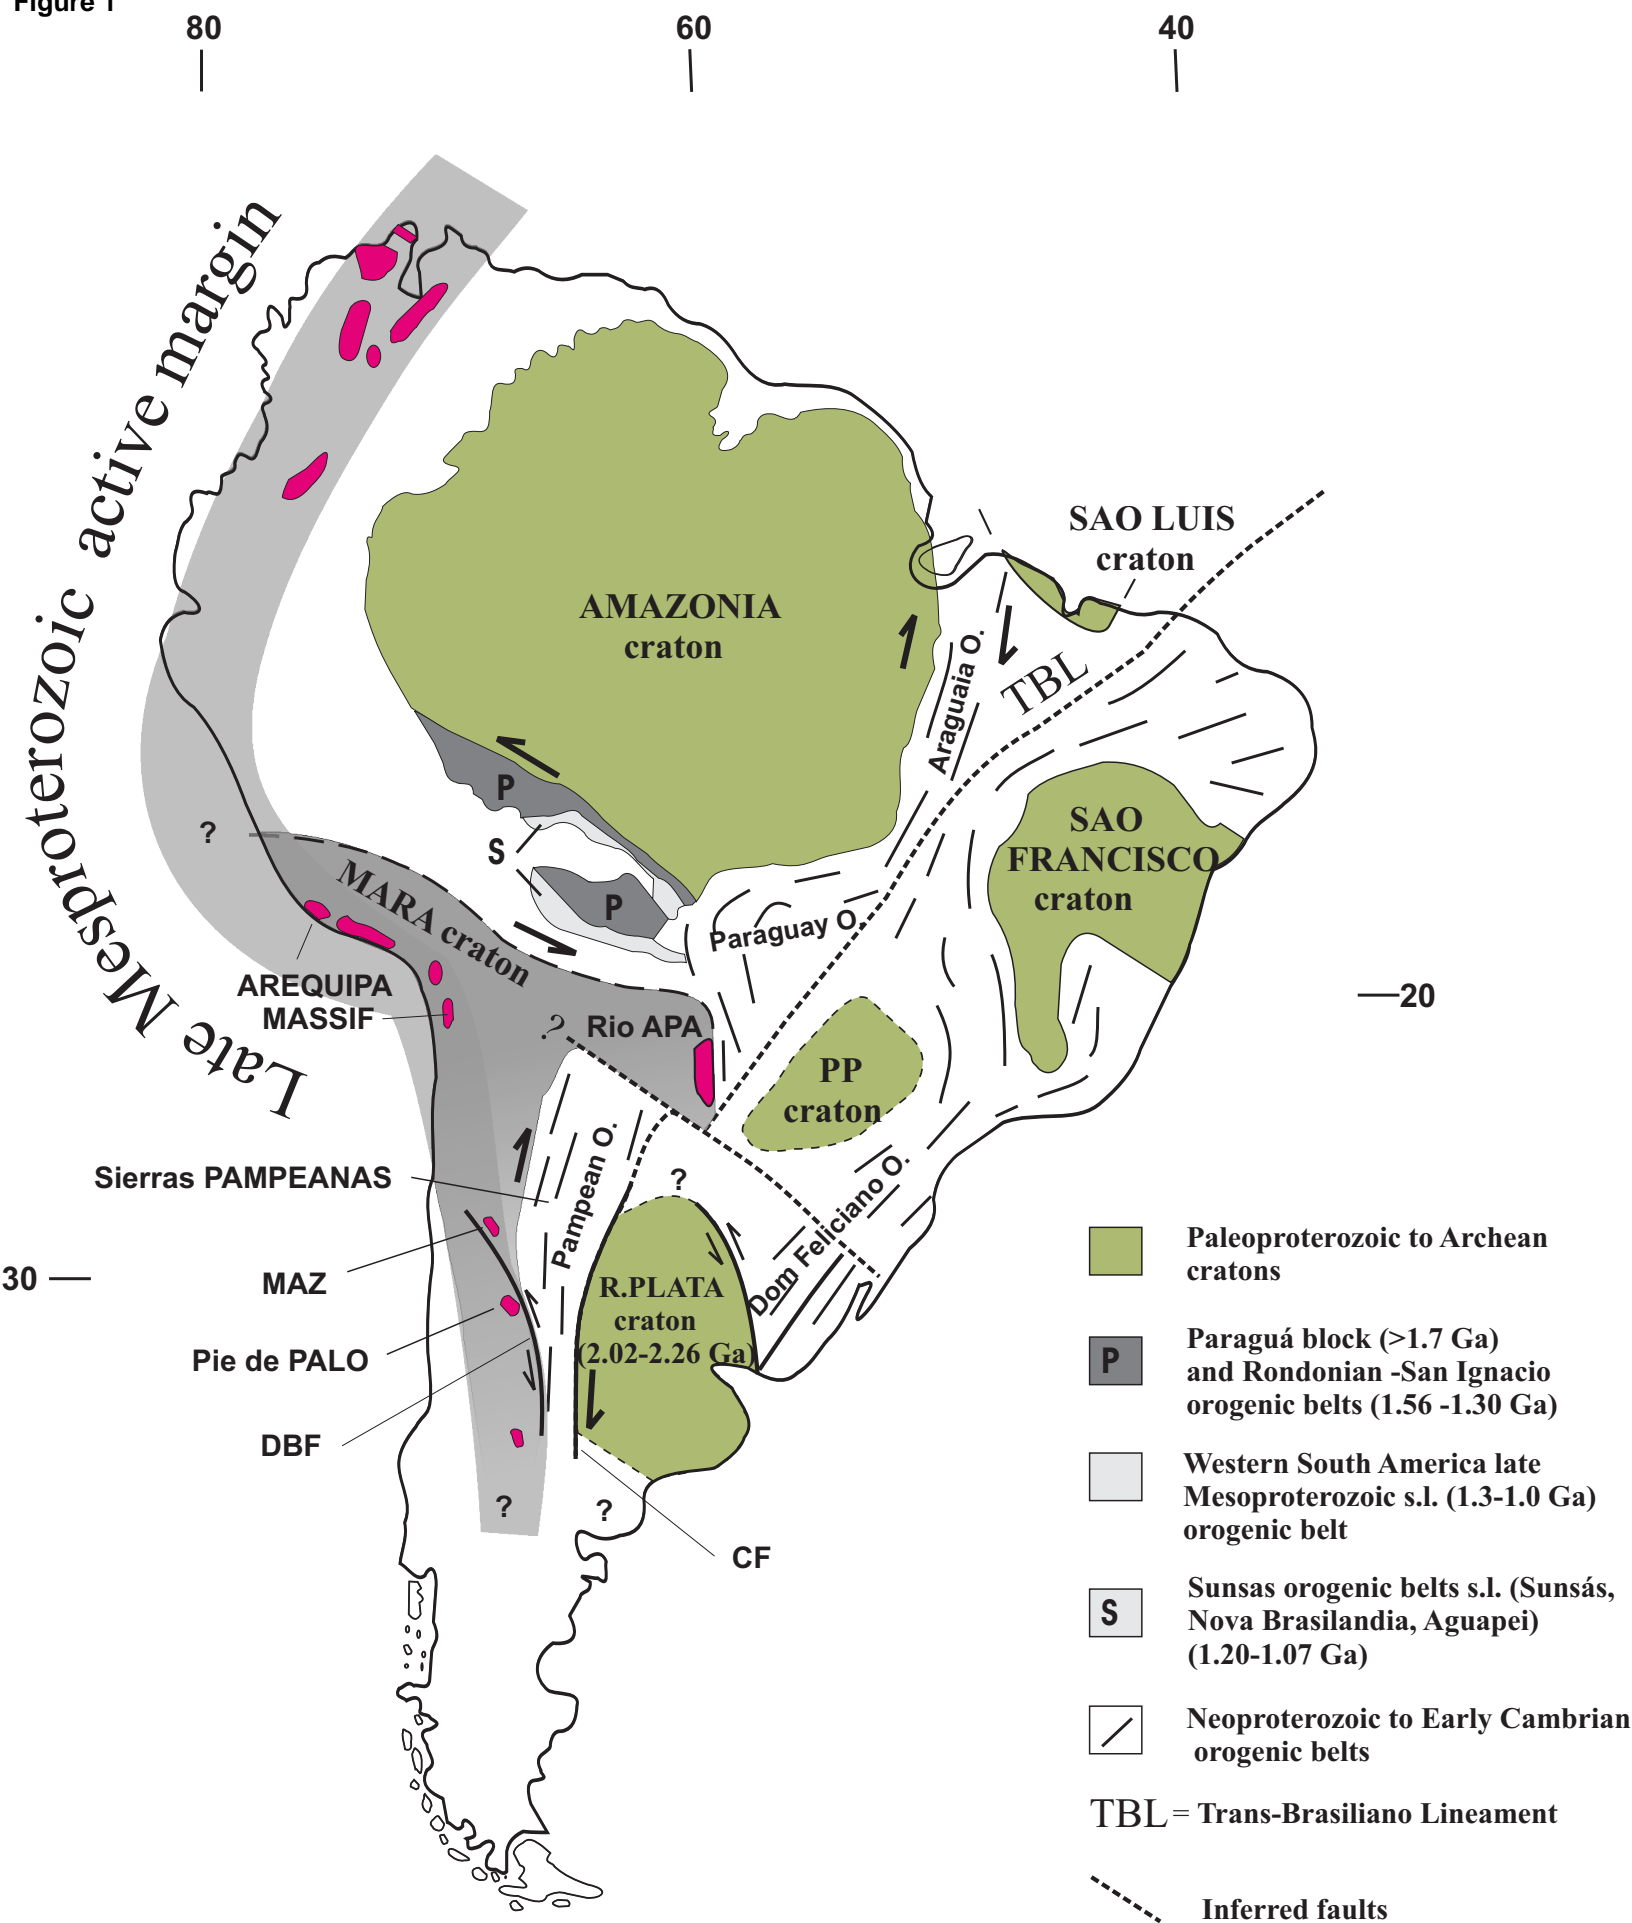 Figure 1
80
60
40
Late Mesproterozoic active margin
SAO LUIS
craton
AMAZONIA
craton
Araguaia O.
TBL
P
S
P
SAO
FRANCISCO
craton
?
MARA craton
Paraguay O.
AREQUIPA
MASSIF
20
?
Rio APA
PP
craton
Sierras PAMPEANAS
Pampean O.
?
Dom Feliciano O.
MAZ
30
R.PLATA
craton
(2.02-2.26 Ga)
Pie de PALO
DBF
?
?
CF
Paleoproterozoic to Archean
cratons
P
Paraguá block (>1.7 Ga)
and Rondonian -San Ignacio
orogenic belts (1.56 -1.30 Ga)
Western South America late
Mesoproterozoic s.l. (1.3-1.0 Ga)
orogenic belt
S
Sunsas orogenic belts s.l. (Sunsás,
Nova Brasilandia, Aguapei)
(1.20-1.07 Ga)
Neoproterozoic to Early Cambrian
orogenic belts
TBL = Trans-Brasiliano Lineament
Inferred faults